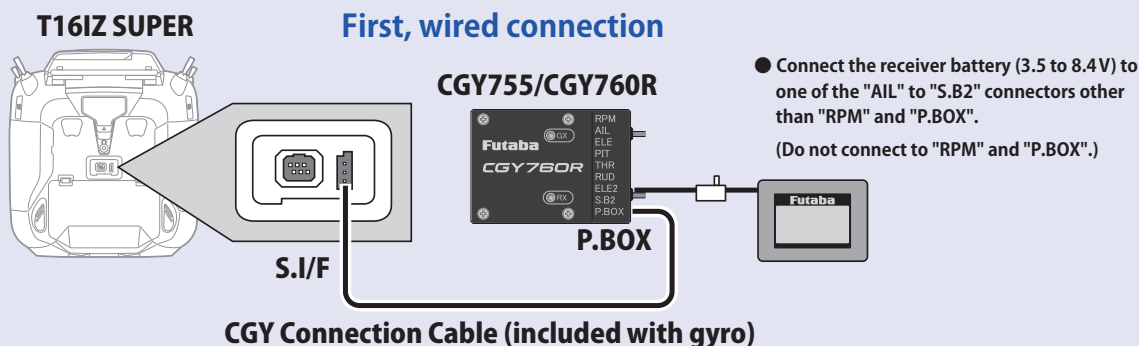 T16IZ SUPER
First, wired connection
CGY755/CGY760R
● Connect the receiver battery (3.5 to 8.4 V) to
one of the "AIL" to "S.B2" connectors other
than "RPM" and "P.BOX".
(Do not connect to "RPM" and "P.BOX".)
Futaba
CGY760R
GX
RX
RPM
AIL
ELE
PIT
THR
RUD
ELE2
S.B2
P.BOX
Futaba
P.BOX
S.I/F
CGY Connection Cable (included with gyro)